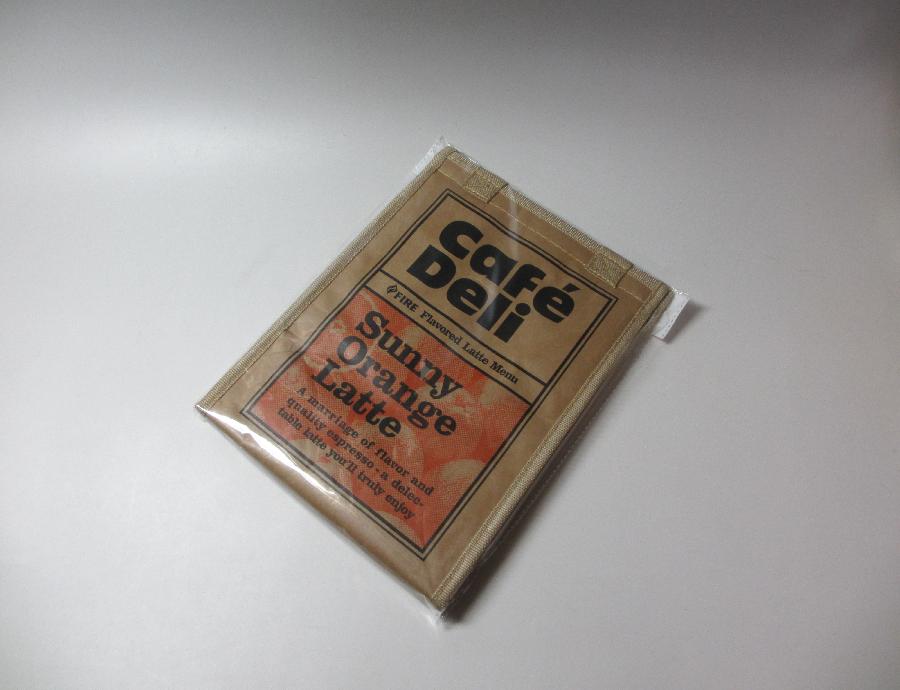 Café
Deli
FIRE Flavored Latte Menu
Sunny
Orange
Latte
A marriage of flavor and
quality espresso - a delec-
table latte you'll truly enjoy